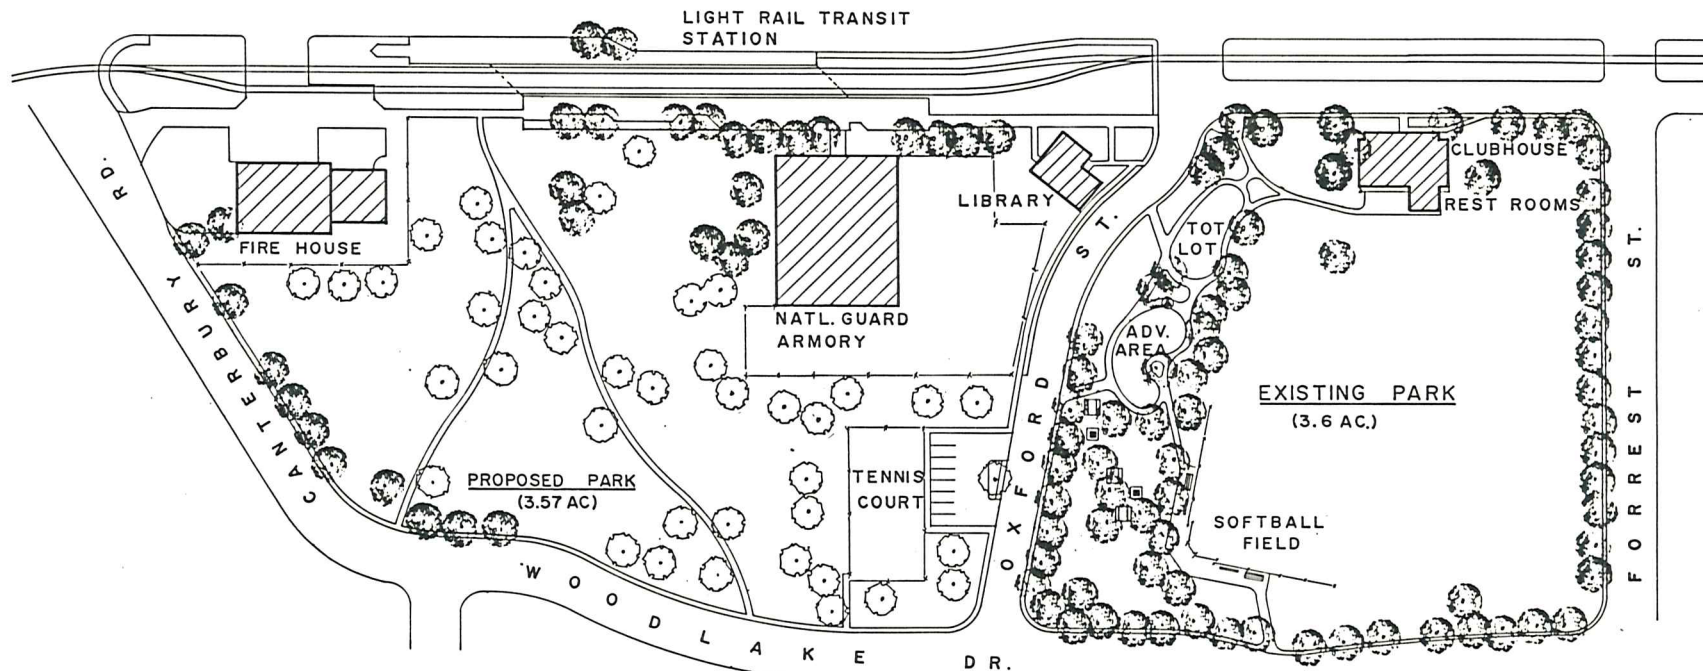 LIGHT RAIL TRANSIT
STATION
CANTERBURY RD.
FIRE HOUSE
LIBRARY
NATL. GUARD
ARMORY
OXFORD ST.
TOT
LOT
ADV.
AREA
CLUBHOUSE
REST ROOMS
EXISTING PARK
(3.6 AC.)
PROPOSED PARK
(3.57 AC)
TENNIS
COURT
SOFTBALL
FIELD
FORREST ST.
WOODLAKE DR.